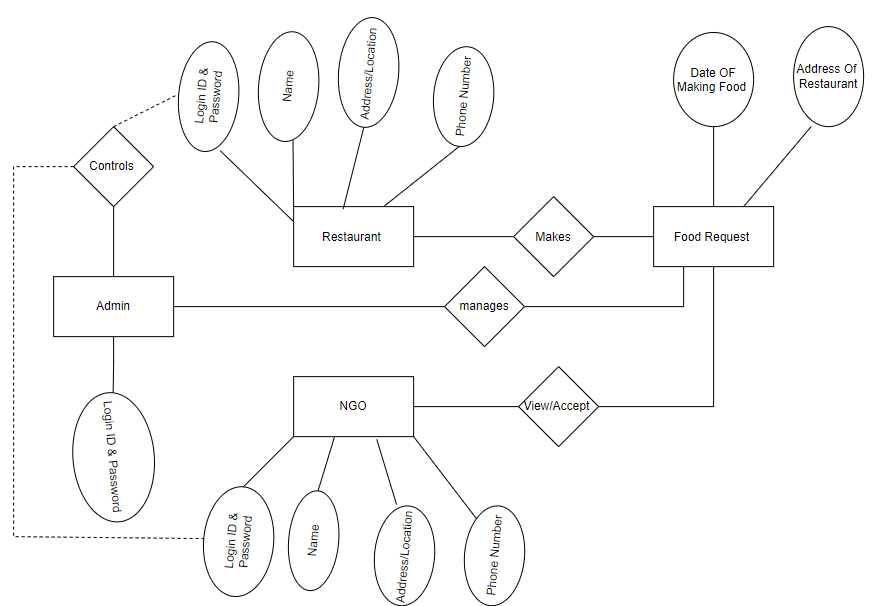 Login ID &
Password
Name
Address/Location
Phone Number
Date OF
Making Food
Address Of
Restaurant
Controls
Restaurant
Makes
Food Request
Admin
manages
NGO
View/Accept
Login ID & Password
Login ID &
Password
Name
Address/Location
Phone Number